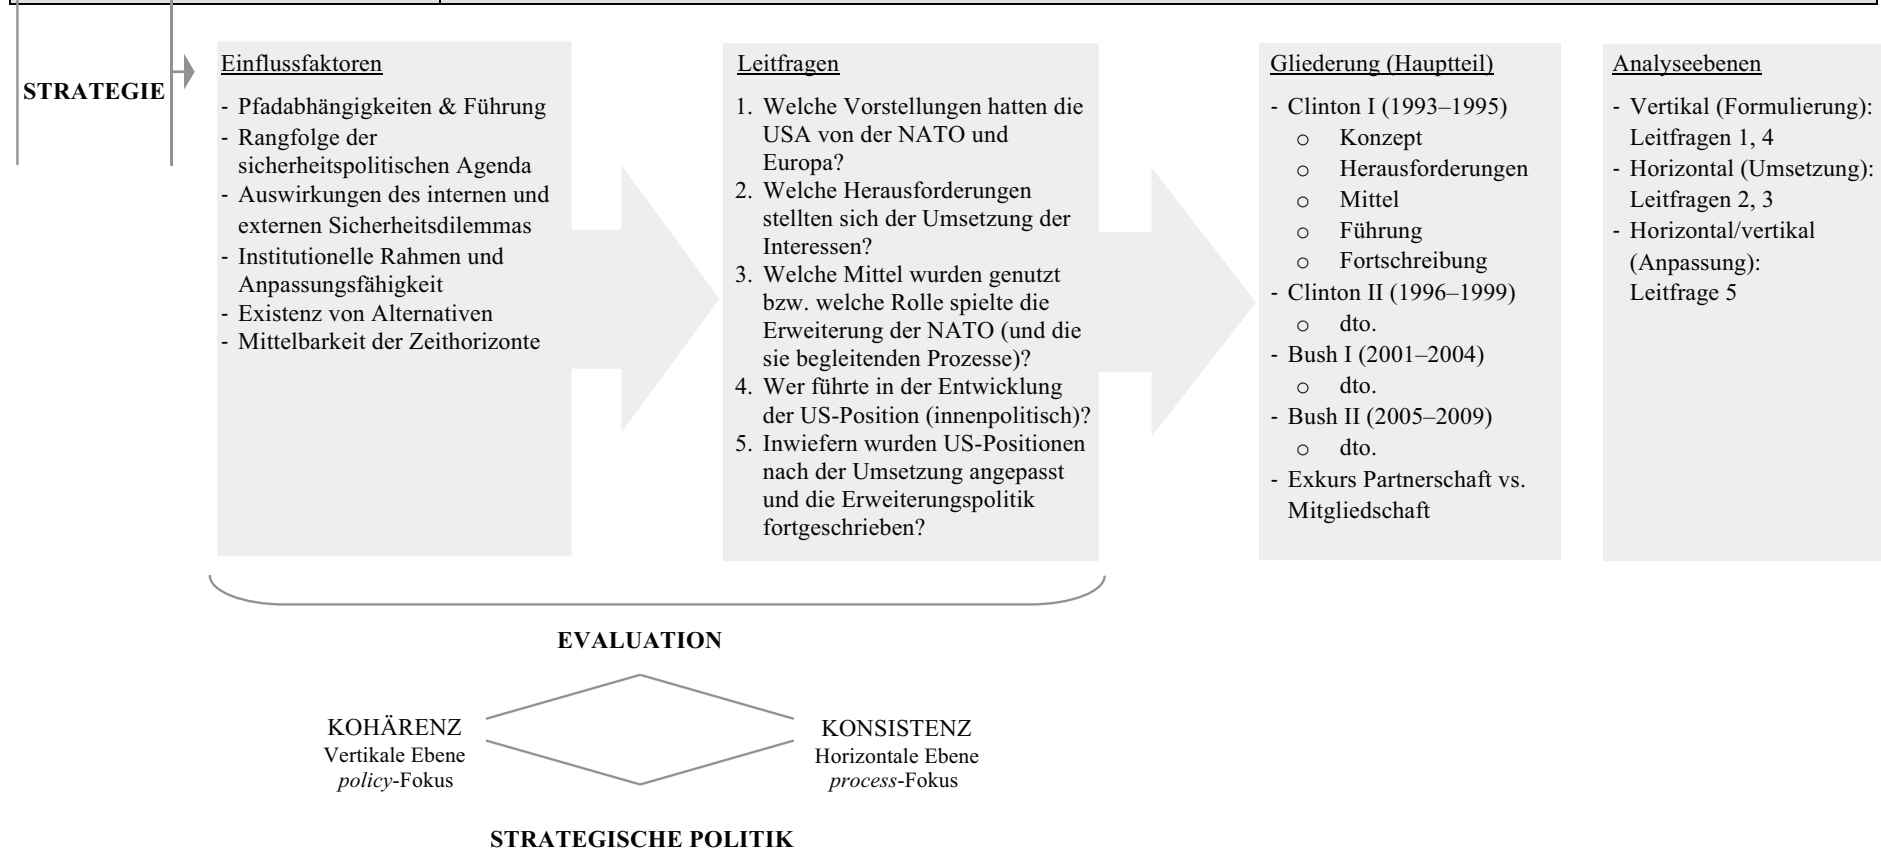 STRATEGIE
Einflussfaktoren
- Pfadabhängigkeiten & Führung
- Rangfolge der
sicherheitspolitischen Agenda
- Auswirkungen des internen und
externen Sicherheitsdilemmas
- Institutionelle Rahmen und
Anpassungsfähigkeit
- Existenz von Alternativen
- Mittelbarkeit der Zeithorizonte
Leitfragen
1. Welche Vorstellungen hatten die
USA von der NATO und
Europa?
2. Welche Herausforderungen
stellten sich der Umsetzung der
Interessen?
3. Welche Mittel wurden genutzt
bzw. welche Rolle spielte die
Erweiterung der NATO (und die
sie begleitenden Prozesse)?
4. Wer führte in der Entwicklung
der US-Position (innenpolitisch)?
5. Inwiefern wurden US-Positionen
nach der Umsetzung angepasst
und die Erweiterungspolitik
fortgeschrieben?
Gliederung (Hauptteil)
- Clinton I (1993–1995)
o Konzept
o Herausforderungen
o Mittel
o Führung
o Fortschreibung
- Clinton II (1996–1999)
o dto.
- Bush I (2001–2004)
o dto.
- Bush II (2005–2009)
o dto.
- Exkurs Partnerschaft vs.
Mitgliedschaft
Analyseebenen
- Vertikal (Formulierung):
Leitfragen 1, 4
- Horizontal (Umsetzung):
Leitfragen 2, 3
- Horizontal/vertikal
(Anpassung):
Leitfrage 5
EVALUATION
KOHÄRENZ
Vertikale Ebene
policy-Fokus
KONSISTENZ
Horizontale Ebene
process-Fokus
STRATEGISCHE POLITIK